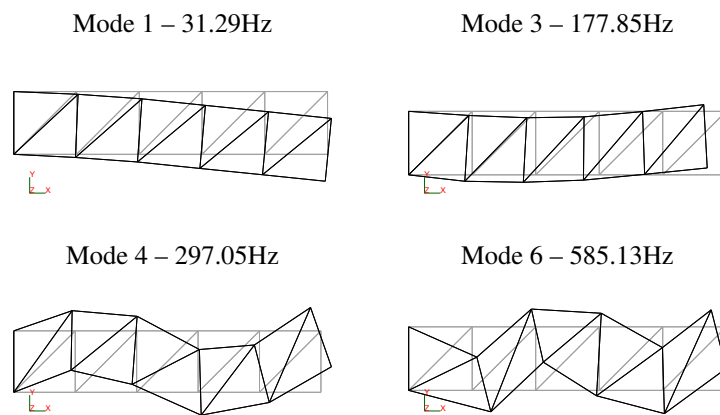 Mode 1 – 31.29Hz
Mode 3 – 177.85Hz
Y
Z X
Y
Z X
Mode 4 – 297.05Hz
Mode 6 – 585.13Hz
Y
Z X
Y
Z X